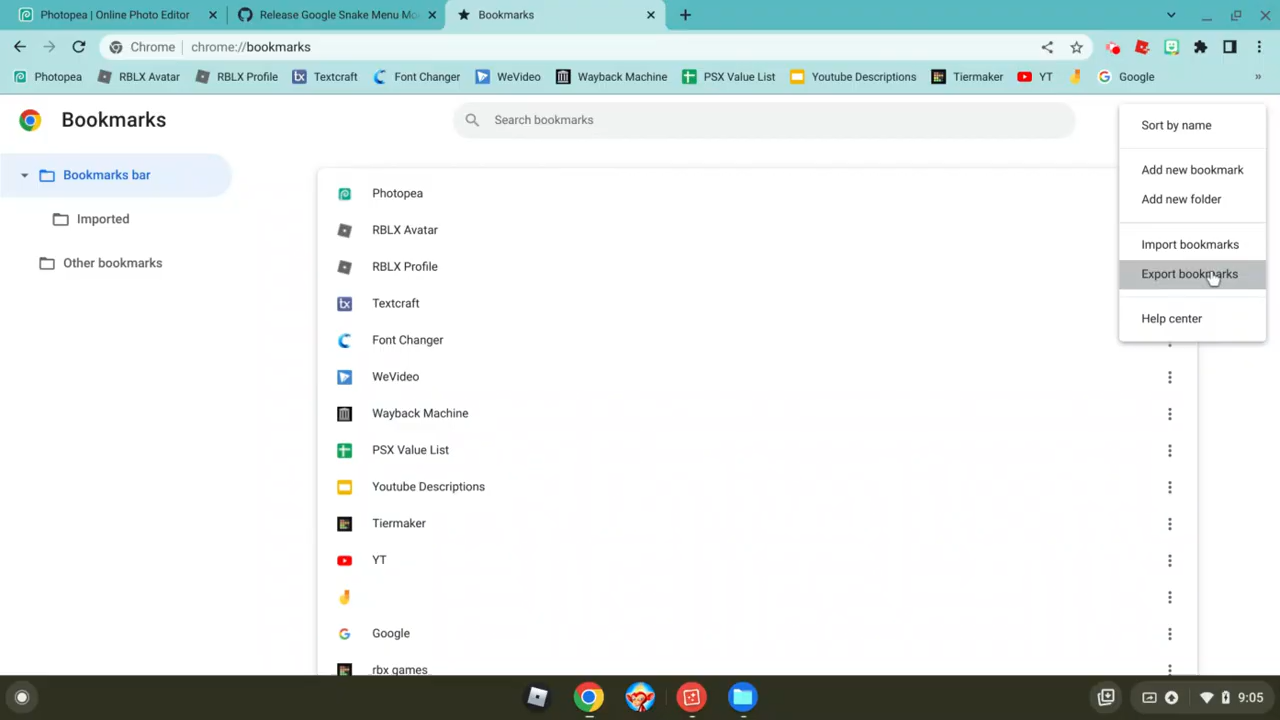 Photopea | Online Photo Editor
Release Google Snake Menu Mo
Bookmarks
Chrome
chrome://bookmarks
Photopea
RBLX Avatar
RBLX Profile
Textcraft
Font Changer
WeVideo
Wayback Machine
PSX Value List
Youtube Descriptions
Tiermaker
YT
Google
»
Bookmarks
Search bookmarks
Bookmarks bar
Imported
Other bookmarks
Photopea
RBLX Avatar
RBLX Profile
Textcraft
Font Changer
WeVideo
Wayback Machine
PSX Value List
Youtube Descriptions
Tiermaker
YT
Google
rbx games
Sort by name
Add new bookmark
Add new folder
Import bookmarks
Export bookmarks
Help center
9:05